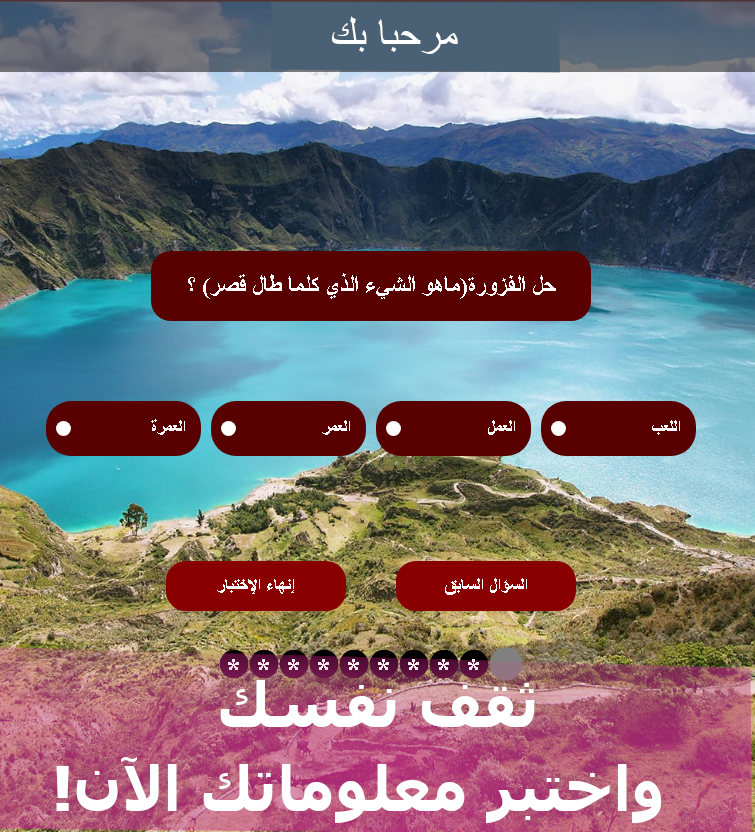 مرحبا بك
حل الفزورة(ماهو الشيء الذي كلما طال قصر) ؟
اللعب
العمل
العمر
العمرة
السؤال السابق
إنهاء الإختبار
* * * * * * * * *
ثقف نفسك
واختبر معلوماتك الآن!